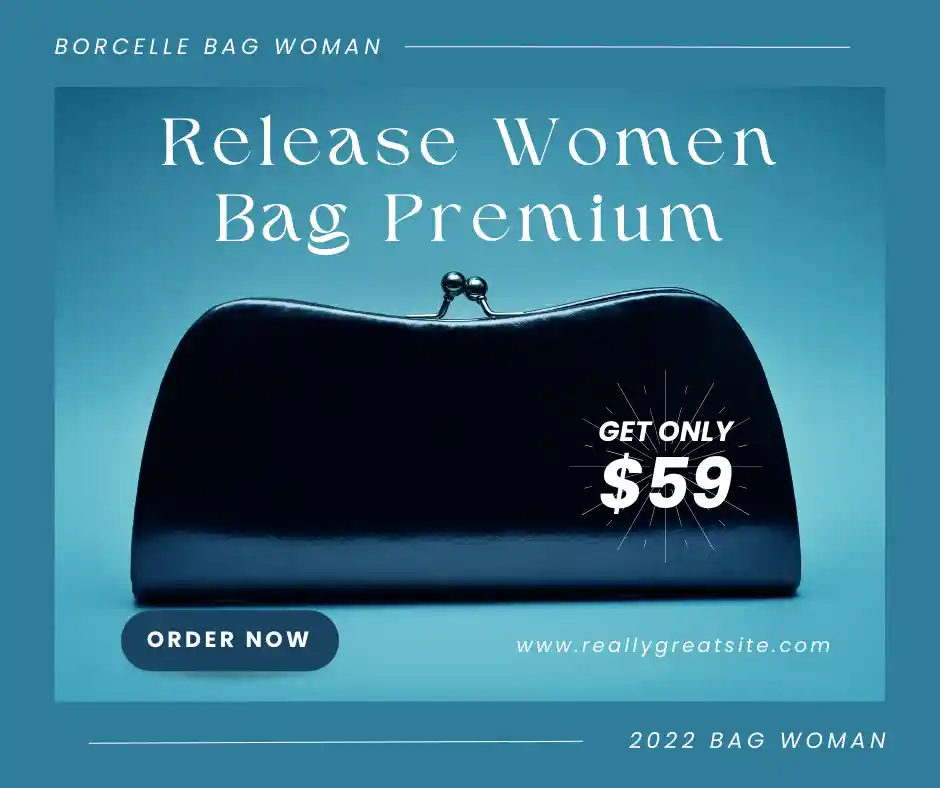 BORCELLE BAG WOMAN
Release Women
Bag Premium
GET ONLY
$59
ORDER NOW
www.reallygreatsite.com
2022 BAG WOMAN